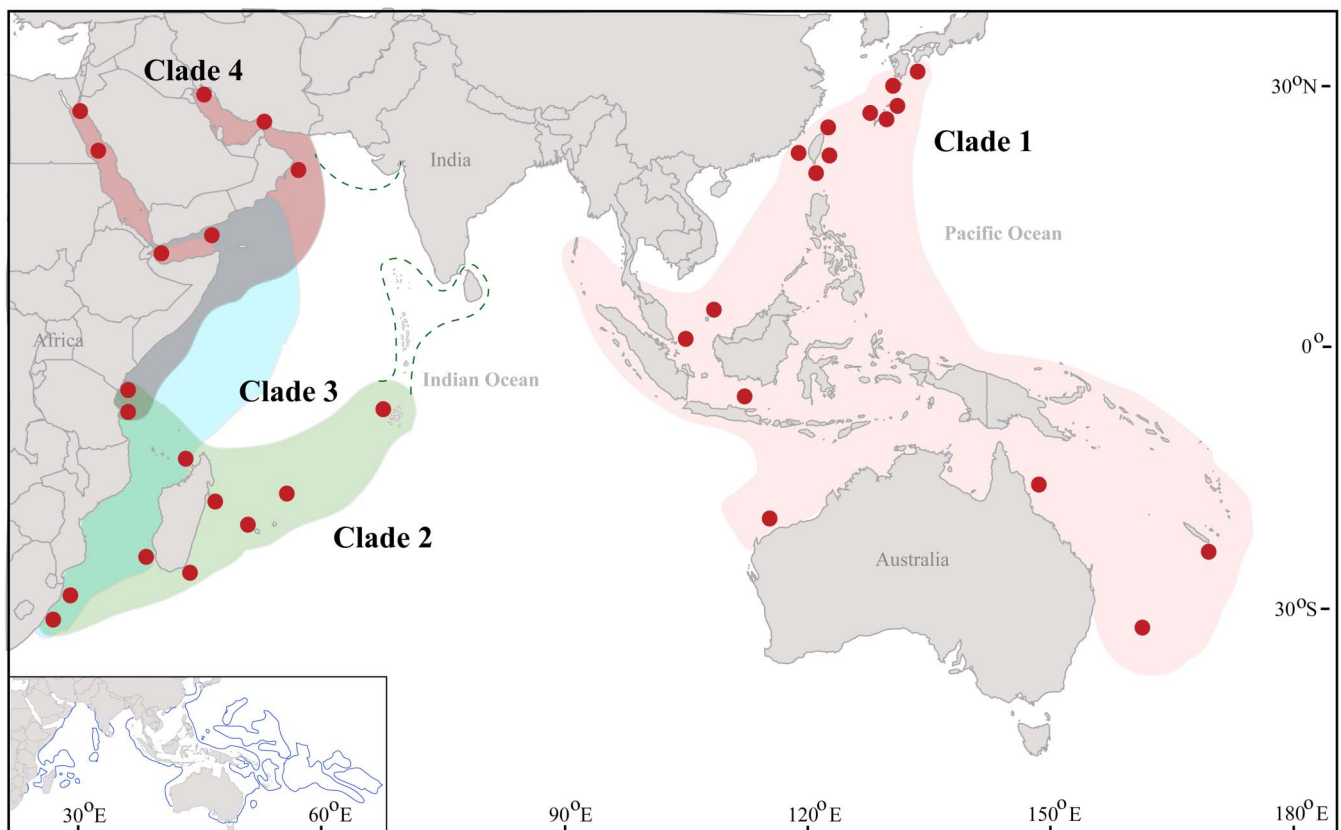 Clade 4
30°N
Clade 1
India
Pacific Ocean
Africa
0°
Indian Ocean
Clade 3
Clade 2
Australia
30°S
30°E
60°E
90°E
120°E
150°E
180°E